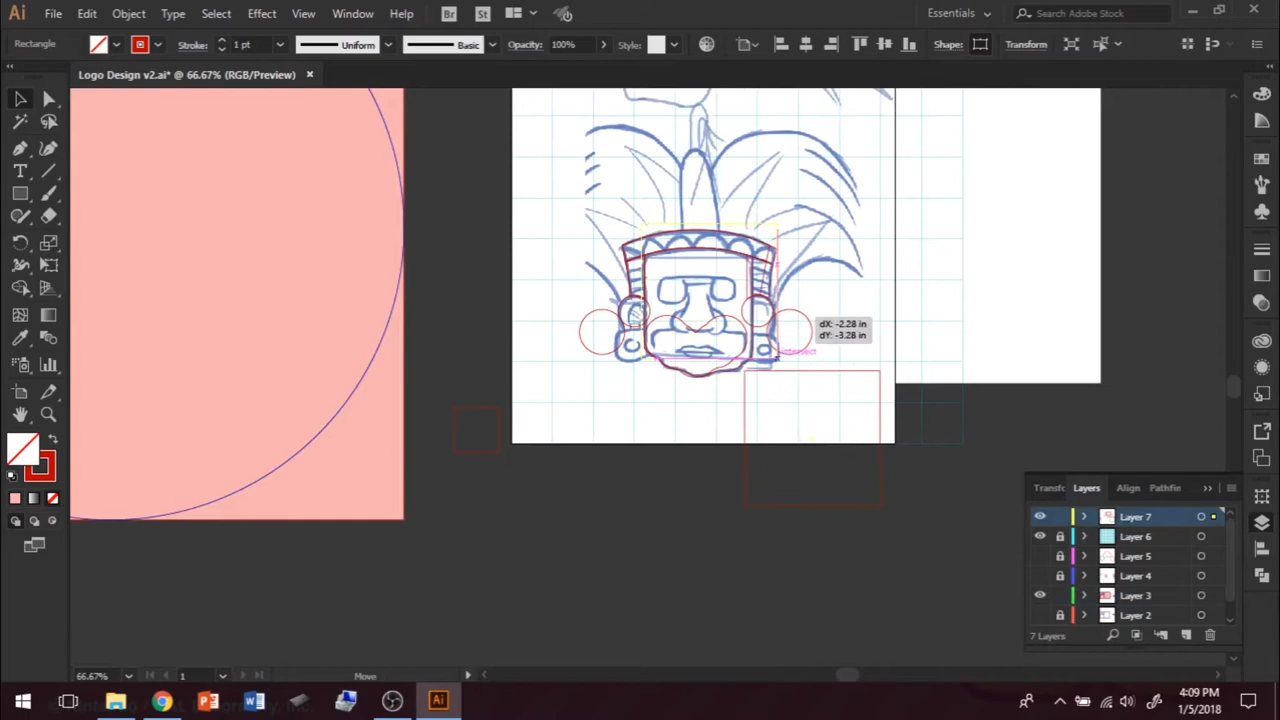 Ai File Edit Object Type Select Effect View Window Help Br St Essentials Search Adobe Stock
Rectangle Stroke: 1 pt Uniform Basic Opacity: 100% Style: Shape: Transform
Logo Design v2.ai* @ 66.67% (RGB/Preview)
dX: -2.28 in
dY: -3.28 in
intersect
Transfc Layers Align Pathfin
Layer 7
Layer 6
Layer 5
Layer 4
Layer 3
Layer 2
7 Layers
66.67% 1 Move
4:09 PM
1/5/2018